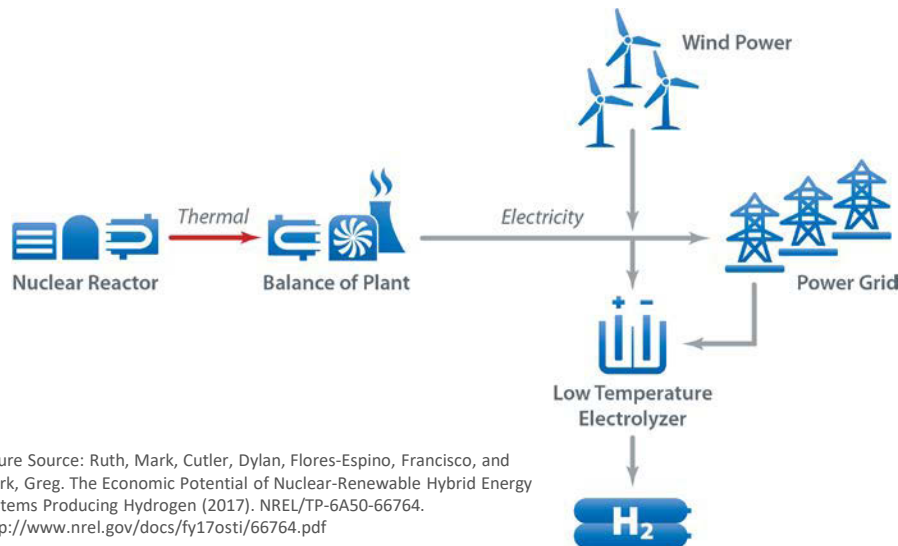 Wind Power
Thermal
Electricity
Nuclear Reactor
Balance of Plant
Power Grid
+ −
Low Temperature
Electrolyzer
ure Source: Ruth, Mark, Cutler, Dylan, Flores-Espino, Francisco, and
rk, Greg. The Economic Potential of Nuclear-Renewable Hybrid Energy
tems Producing Hydrogen (2017). NREL/TP-6A50-66764.
p://www.nrel.gov/docs/fy17osti/66764.pdf
H₂